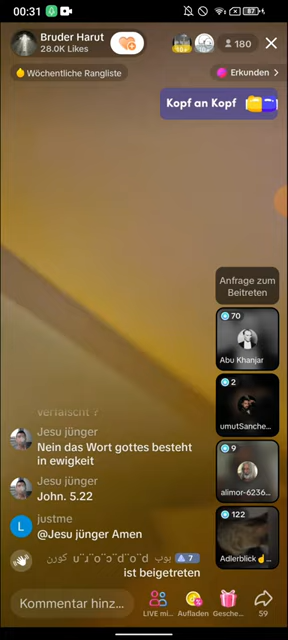 00:31
87
Bruder Harut
28.0K Likes
180
Wöchentliche Rangliste
Erkunden >
Kopf an Kopf
Anfrage zum
Beitreten
70
Abu Khanjar
2
umutSanche...
9
alimor-6236...
122
Adlerblick☝️...
verfälscht ?
Jesu jünger
Nein das Wort gottes besteht
in ewigkeit
Jesu jünger
John. 5.22
L
justme
@Jesu jünger Amen
7
ist beigetreten
Kommentar hinz...
LIVE mi...
Aufladen
Gesche...
59